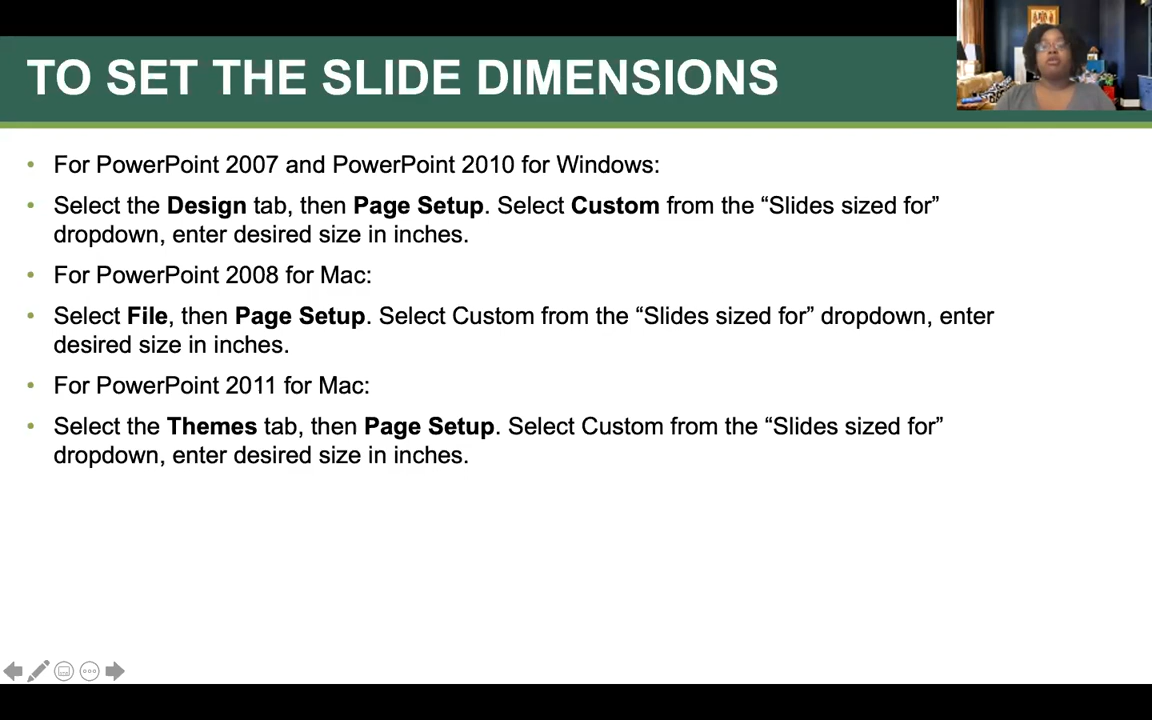 TO SET THE SLIDE DIMENSIONS
• For PowerPoint 2007 and PowerPoint 2010 for Windows:
• Select the Design tab, then Page Setup. Select Custom from the “Slides sized for”
dropdown, enter desired size in inches.
• For PowerPoint 2008 for Mac:
• Select File, then Page Setup. Select Custom from the “Slides sized for” dropdown, enter
desired size in inches.
• For PowerPoint 2011 for Mac:
• Select the Themes tab, then Page Setup. Select Custom from the “Slides sized for”
dropdown, enter desired size in inches.